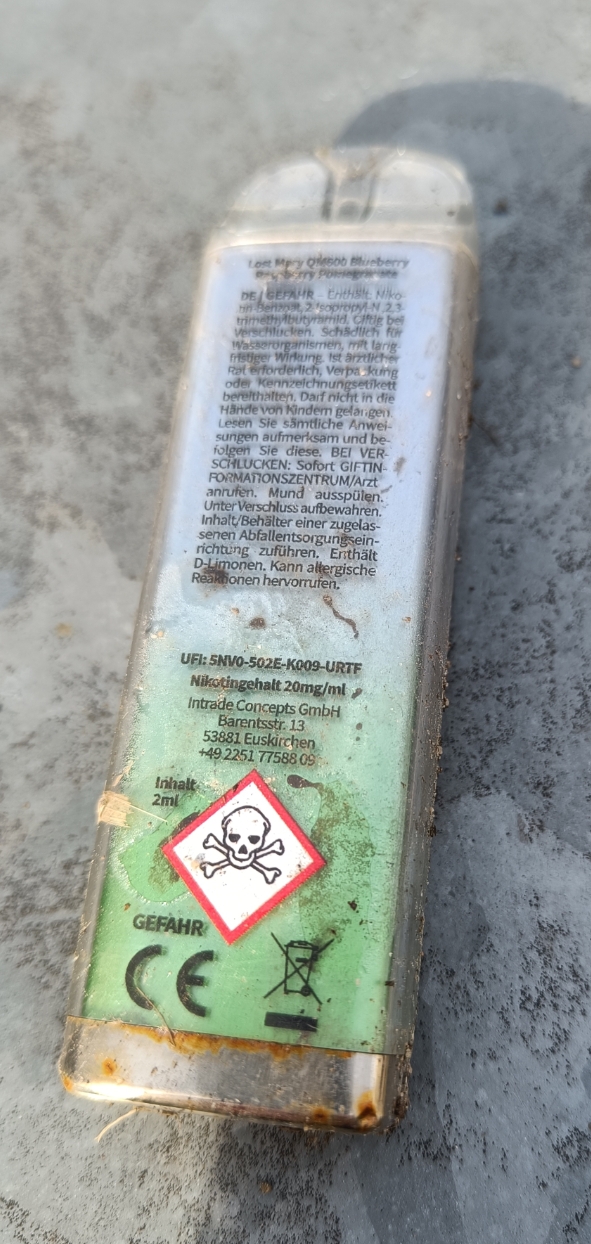 Lost Mary QM600 Blueberry
Raspberry Pomegranate
DE | GEFAHR – Enthält: Niko-
tin-Benzoat, 2-Isopropyl-N,2,3-
trimethylbutyramid. Giftig bei
Verschlucken. Schädlich für
Wasserorganismen, mit lang-
fristiger Wirkung. Ist ärztlicher
Rat erforderlich, Verpackung
oder Kennzeichnungsetikett
bereithalten. Darf nicht in die
Hände von Kindern gelangen.
Lesen Sie sämtliche Anwei-
sungen aufmerksam und be-
folgen Sie diese. BEI VER-
SCHLUCKEN: Sofort GIFTIN-
FORMATIONSZENTRUM/Arzt
anrufen. Mund ausspülen.
Unter Verschluss aufbewahren.
Inhalt/Behälter einer zugelas-
senen Abfallentsorgungsein-
richtung zuführen. Enthält
D-Limonen. Kann allergische
Reaktionen hervorrufen.
UFI: 5NV0-502E-K009-URTF
Nikotingehalt 20mg/ml
Intrade Concepts GmbH
Barentsstr. 13
53881 Euskirchen
+49 2251 77588 09
Inhalt
2ml
GEFAHR
CE